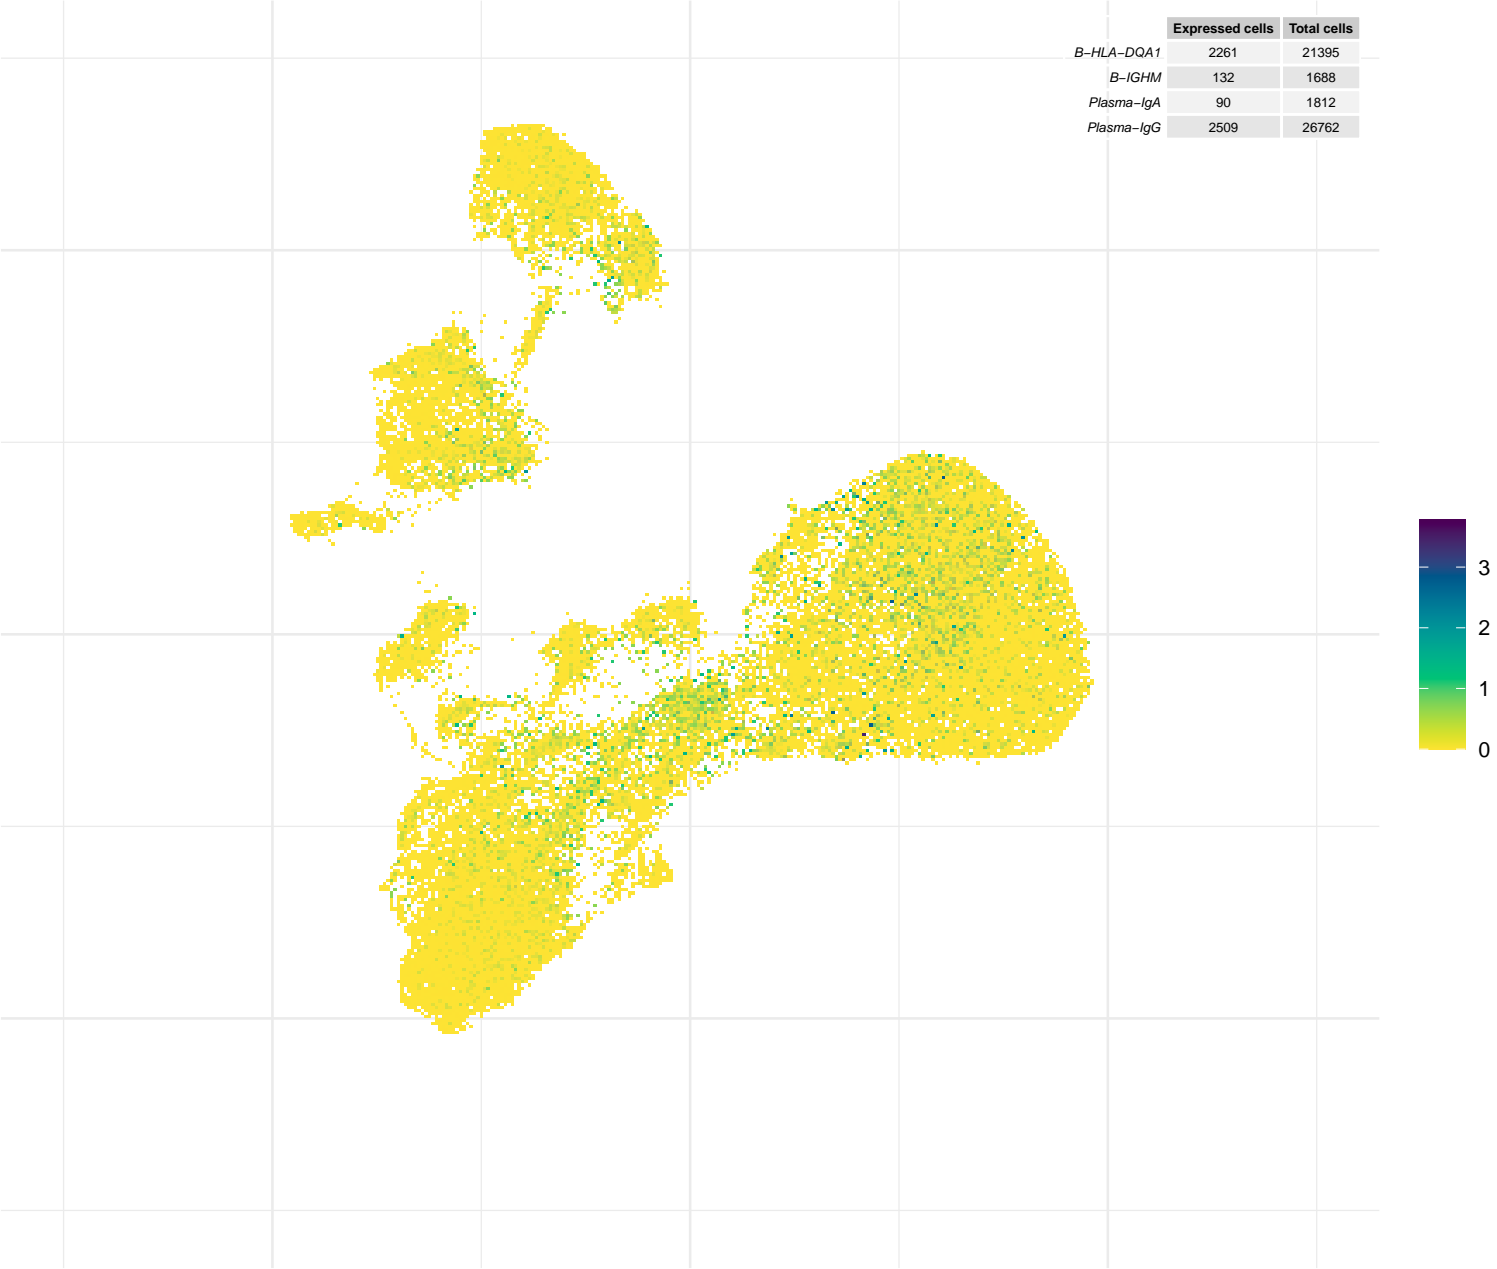 Expressed cells Total cells
B−HLA−DQA1 2261 21395
B−IGHM 132 1688
Plasma−IgA 90 1812
Plasma−IgG 2509 26762
3
2
1
0